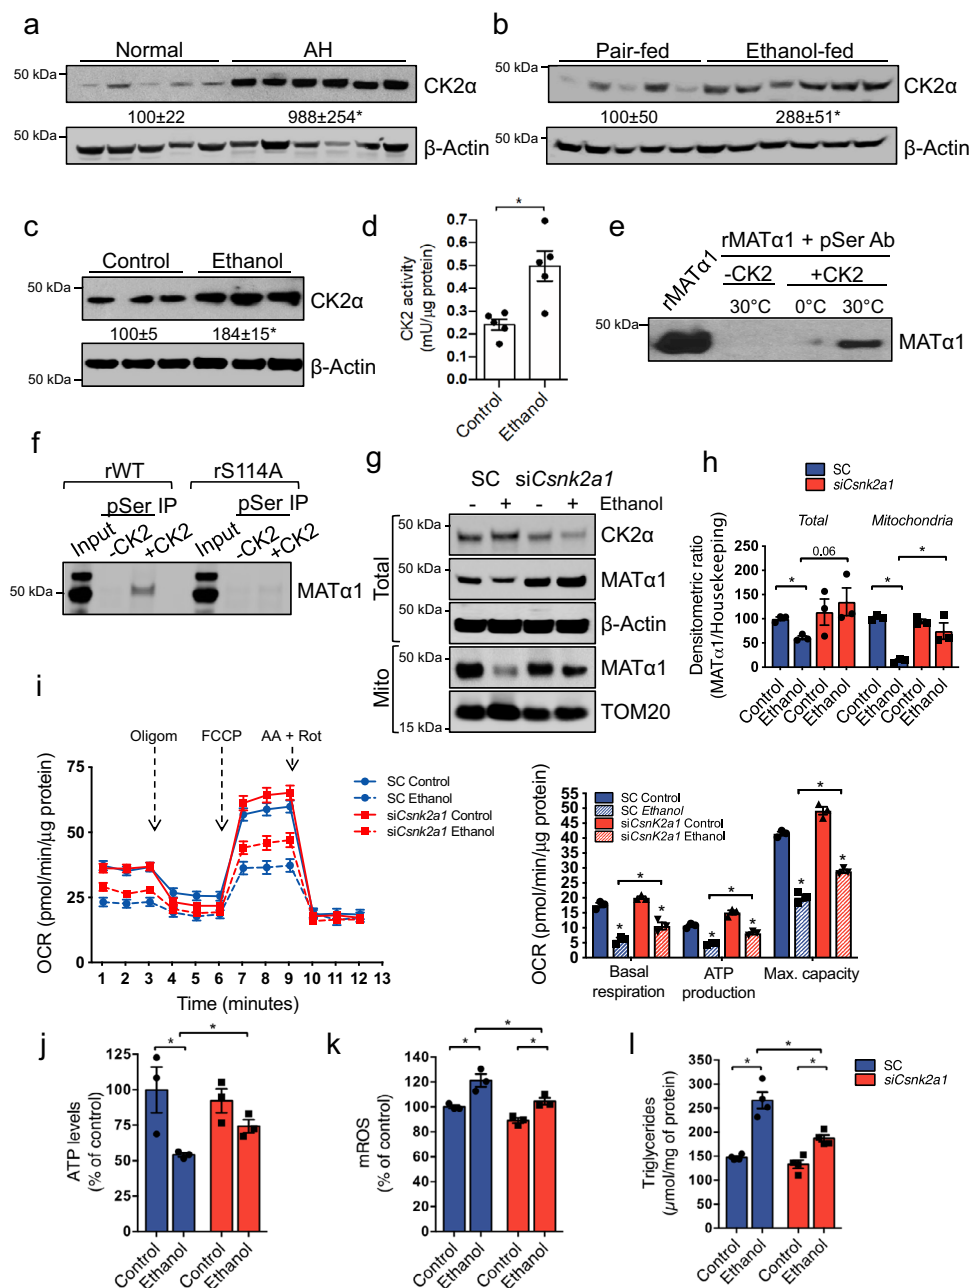 a
Normal AH
50 kDa
CK2α
100±22 988±254*
50 kDa
β-Actin
b
Pair-fed Ethanol-fed
50 kDa
CK2α
100±50 288±51*
50 kDa
β-Actin
c
Control Ethanol
50 kDa
CK2α
100±5 184±15*
50 kDa
β-Actin
d
*
CK2 activity
(mU/µg protein)
0.7
0.6
0.5
0.4
0.3
0.2
0.1
0.0
Control
Ethanol
e
rMATα1
rMATα1 + pSer Ab
-CK2 +CK2
30°C 0°C 30°C
50 kDa
MATα1
f
rWT rS114A
pSer IP pSer IP
Input -CK2 +CK2 Input -CK2 +CK2
50 kDa
MATα1
g
SC siCsnk2a1
- + - + Ethanol
Total
50 kDa
CK2α
50 kDa
MATα1
50 kDa
β-Actin
Mito
50 kDa
MATα1
15 kDa
TOM20
h
SC
siCsnk2a1
Total Mitochondria
Densitometric ratio
(MATα1/Housekeeping)
200
150
100
50
0
* 0.06 * *
Control
Ethanol
Control
Ethanol
Control
Ethanol
Control
Ethanol
i
Oligom FCCP AA + Rot
OCR (pmol/min/µg protein)
75
50
25
0
1 2 3 4 5 6 7 8 9 10 11 12 13
Time (minutes)
SC Control
SC Ethanol
siCsnk2a1 Control
siCsnk2a1 Ethanol
OCR (pmol/min/µg protein)
55
50
45
40
35
30
25
20
15
10
5
0
SC Control
SC Ethanol
siCsnK2a1 Control
siCsnk2a1 Ethanol
* * * * * * * * *
Basal
respiration
ATP
production
Max. capacity
j
ATP levels
(% of control)
125
100
75
50
25
0
* *
Control
Ethanol
Control
Ethanol
k
mROS
(% of control)
140
120
100
80
60
40
20
0
* * *
Control
Ethanol
Control
Ethanol
l
Triglycerides
(µmol/mg of protein)
350
300
250
200
150
100
50
0
* * *
Control
Ethanol
Control
Ethanol
SC
siCsnk2a1